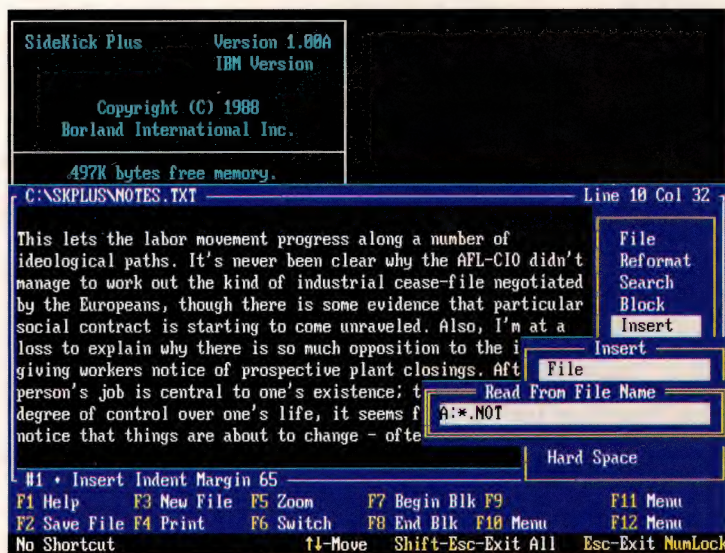 SideKick Plus Version 1.00A
IBM Version
Copyright (C) 1988
Borland International Inc.
497K bytes free memory.
C:\SKPLUS\NOTES.TXT Line 10 Col 32
This lets the labor movement progress along a number of
ideological paths. It's never been clear why the AFL-CIO didn't
manage to work out the kind of industrial cease-file negotiated
by the Europeans, though there is some evidence that particular
social contract is starting to come unraveled. Also, I'm at a
loss to explain why there is so much opposition to the i
giving workers notice of prospective plant closings. Aft
person's job is central to one's existence; t
degree of control over one's life, it seems f
notice that things are about to change - ofte
File
Reformat
Search
Block
Insert
Insert
File
Read From File Name
A:*.NOT
Hard Space
#1 • Insert Indent Margin 65
F1 Help F3 New File F5 Zoom F7 Begin Blk F9 F11 Menu
F2 Save File F4 Print F6 Switch F8 End Blk F10 Menu F12 Menu
No Shortcut ↑↓-Move Shift-Esc-Exit All Esc-Exit NumLock